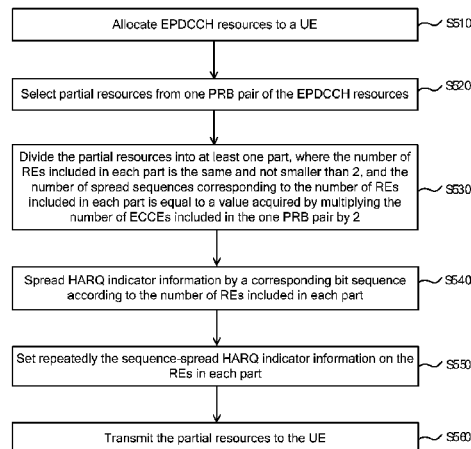 Allocate EPDCCH resources to a UE
S510
Select partial resources from one PRB pair of the EPDCCH resources
S520
Divide the partial resources into at least one part, where the number of
REs included in each part is the same and not smaller than 2, and the
number of spread sequences corresponding to the number of REs
included in each part is equal to a value acquired by multiplying the
number of ECCEs included in the one PRB pair by 2
S530
Spread HARQ indicator information by a corresponding bit sequence
according to the number of REs included in each part
S540
Set repeatedly the sequence-spread HARQ indicator information on the
REs in each part
S550
Transmit the partial resources to the UE
S560